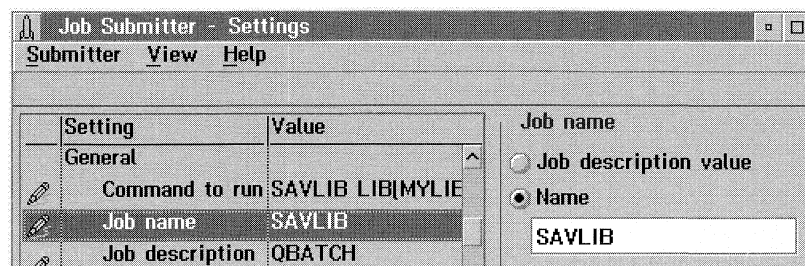 Job Submitter - Settings
Submitter View Help
Setting Value
General
Command to run SAVLIB LIB[MYLIE
Job name SAVLIB
Job description QBATCH
Job name
Job description value
Name
SAVLIB